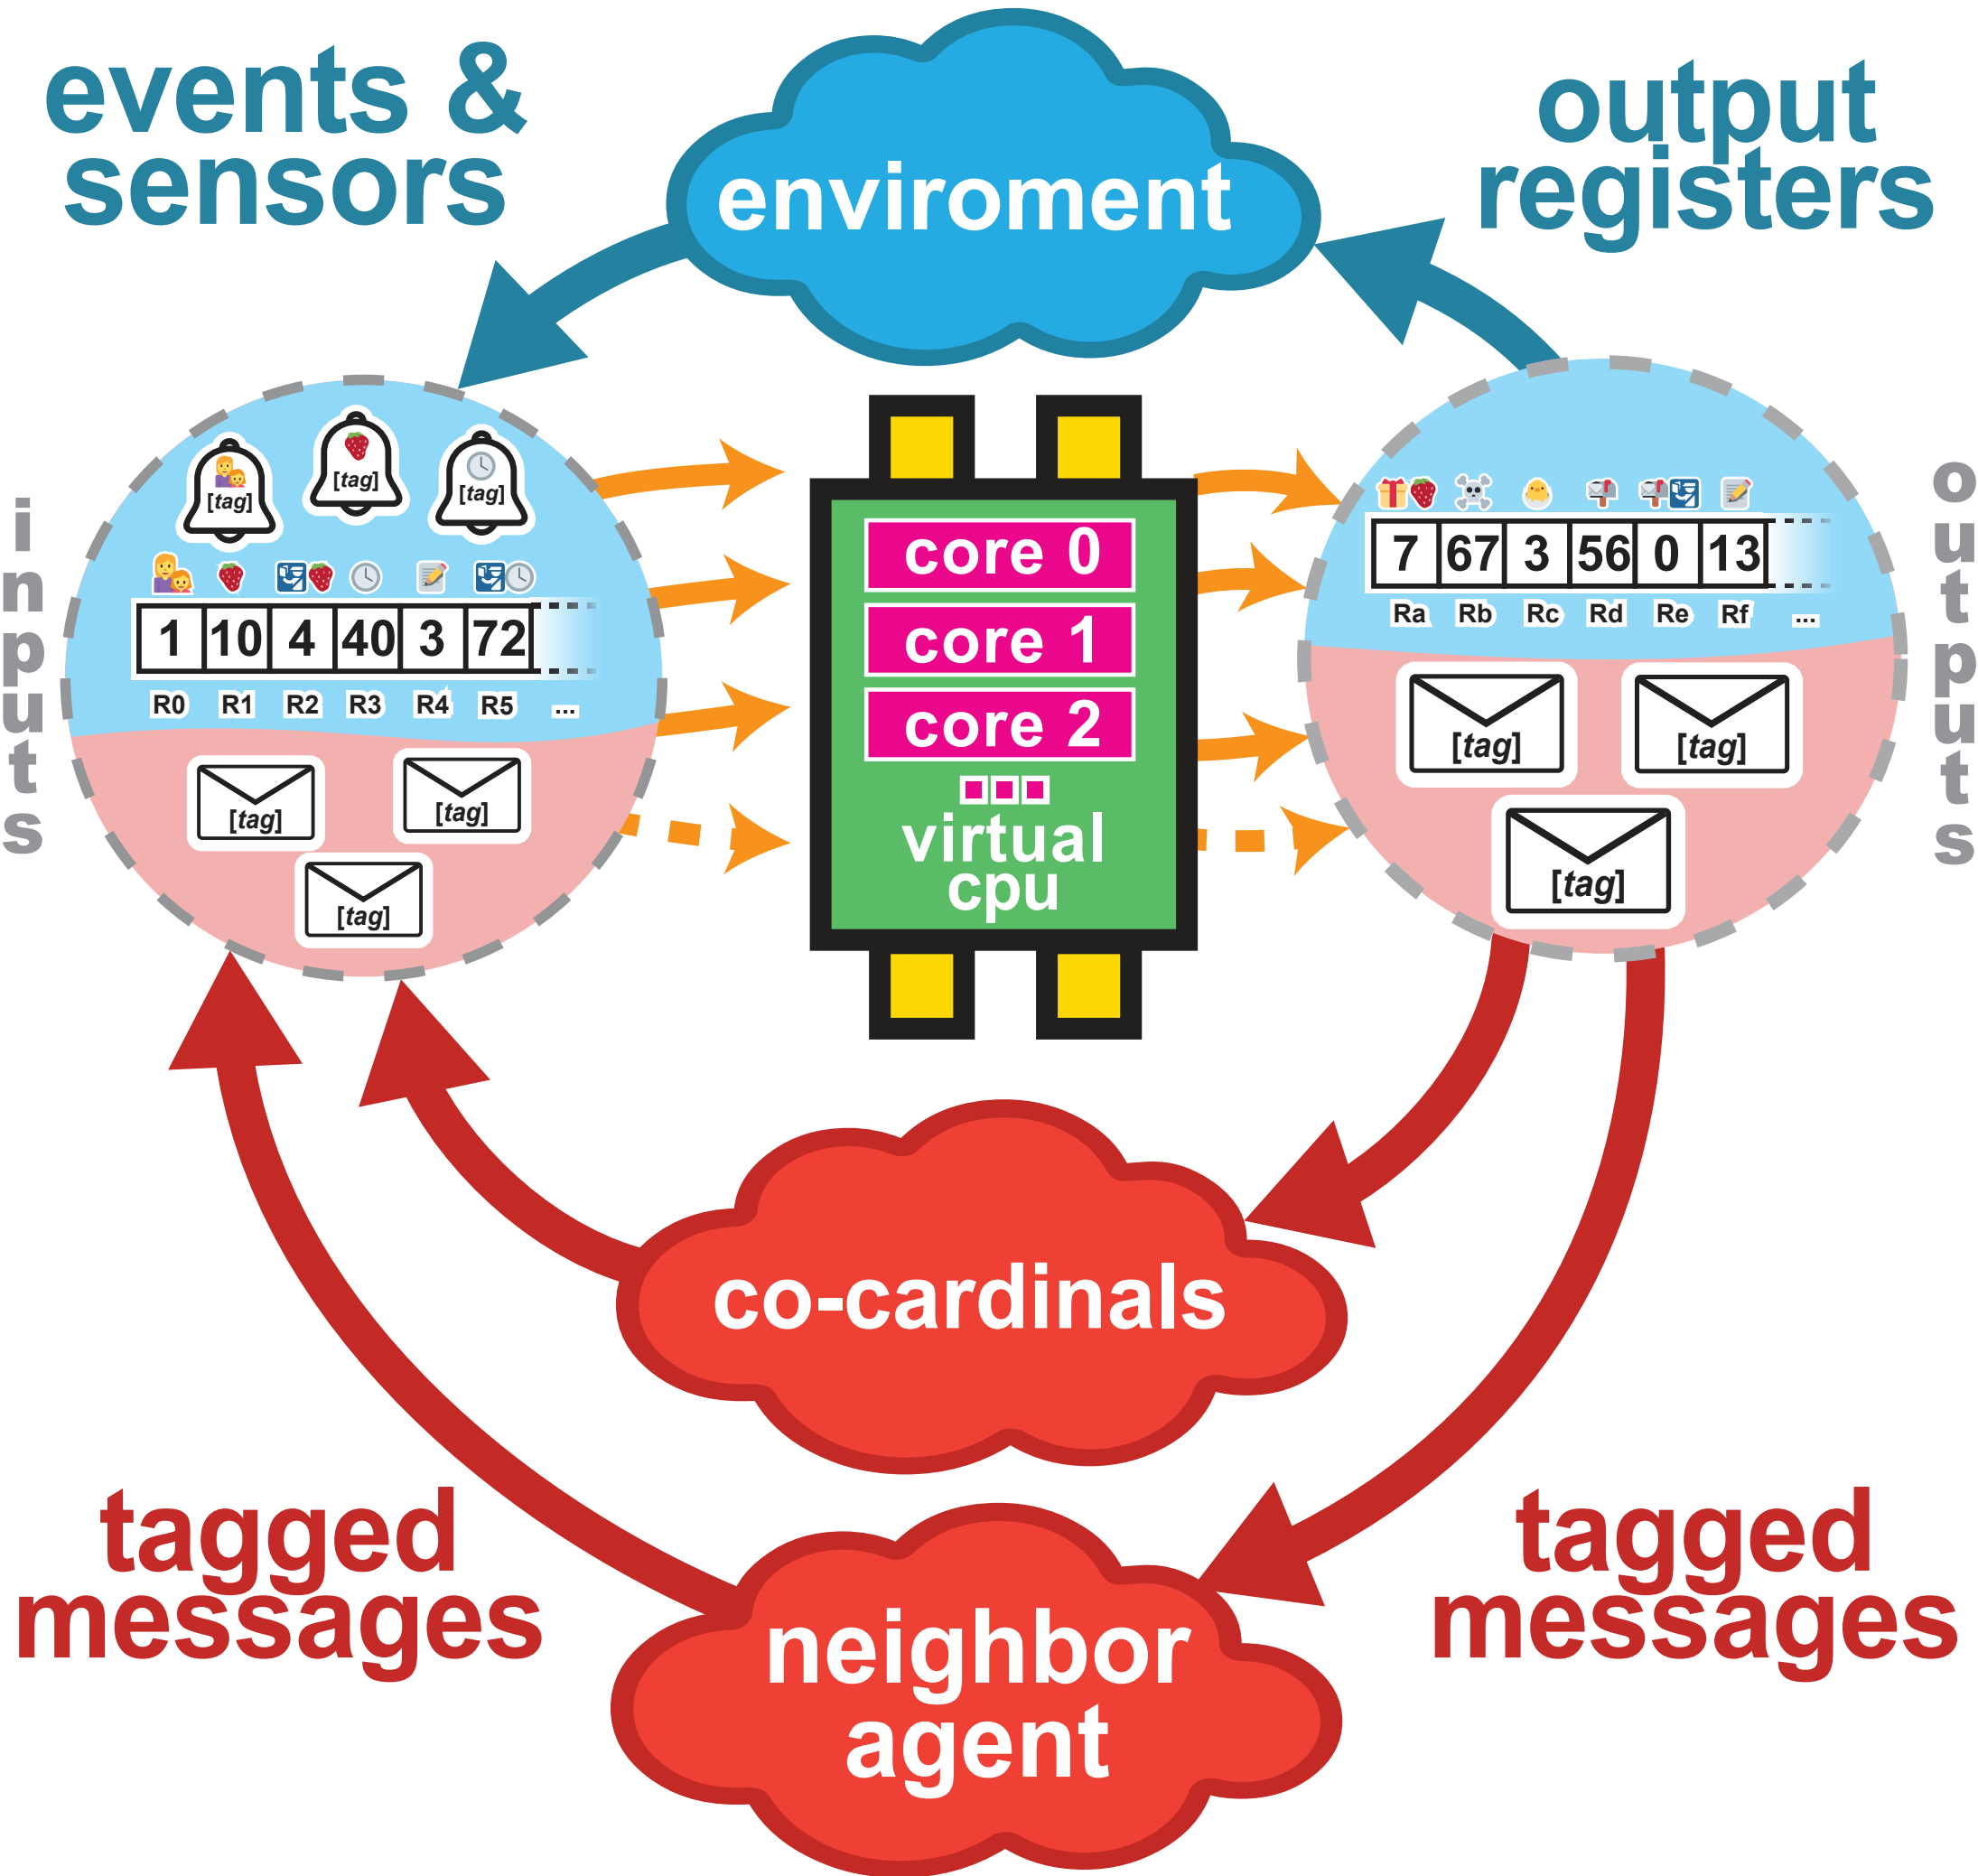 events &
sensors
enviroment
output
registers
inputs
[tag]
[tag]
[tag]
1 10 4 40 3 72
R0 R1 R2 R3 R4 R5 ...
[tag]
[tag]
[tag]
core 0
core 1
core 2
virtual
cpu
7 67 3 56 0 13
Ra Rb Rc Rd Re Rf ...
[tag]
[tag]
[tag]
outputs
co-cardinals
tagged
messages
neighbor
agent
tagged
messages